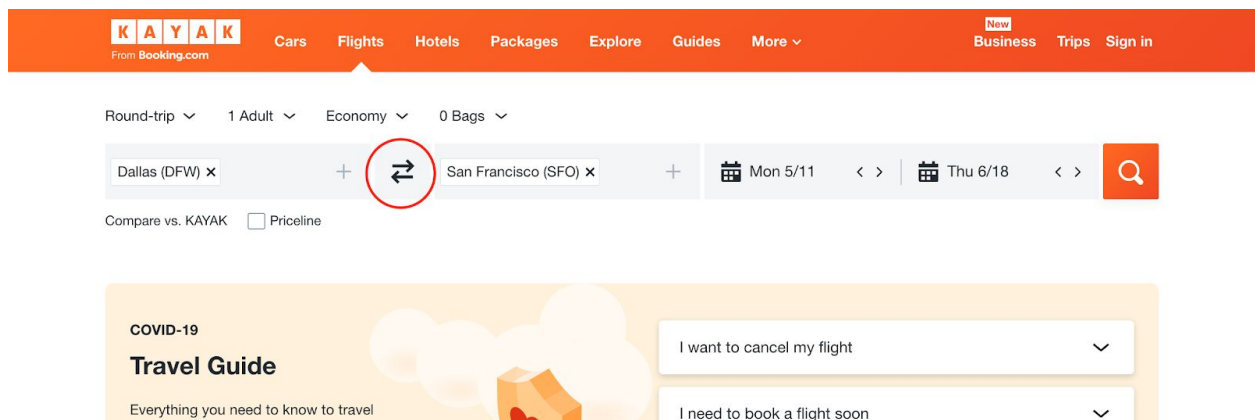 KAYAK Cars Flights Hotels Packages Explore Guides More New Business Trips Sign in
From Booking.com
Round-trip 1 Adult Economy 0 Bags
Dallas (DFW) × + San Francisco (SFO) × + Mon 5/11 < > Thu 6/18 < >
Compare vs. KAYAK Priceline
COVID-19
Travel Guide
Everything you need to know to travel
I want to cancel my flight
I need to book a flight soon